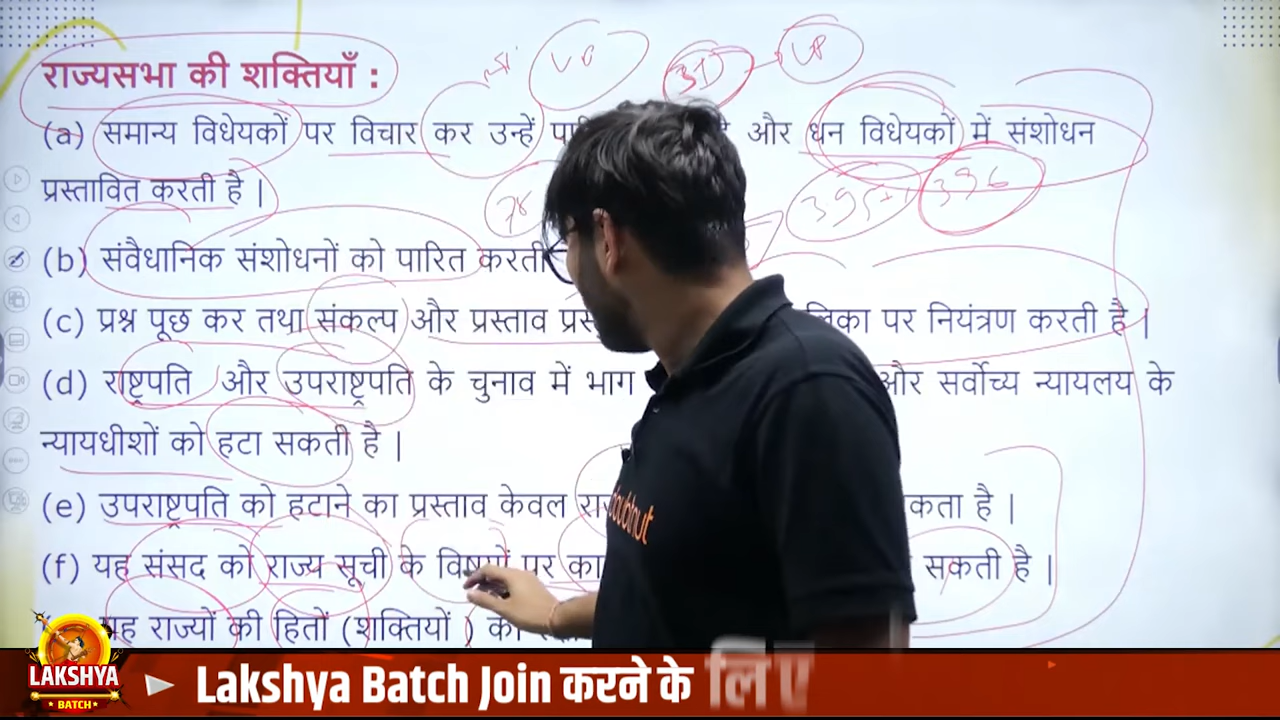 राज्यसभा की शक्तियाँ :
(a) समान्य विधेयकों पर विचार कर उन्हें और धन विधेयकों में संशोधन
प्रस्तावित करती है |
(b) संवैधानिक संशोधनों को पारित करती
(c) प्रश्न पूछ कर तथा संकल्प और प्रस्ताव पर नियंत्रण करती है |
(d) राष्ट्रपति और उपराष्ट्रपति के चुनाव में भाग और सर्वोच्य न्यायलय के
न्यायधीशों को हटा सकती है |
(e) उपराष्ट्रपति को हटाने का प्रस्ताव केवल कता है |
(f) यह संसद को राज्य सूची के विषयों पर सकती है |
यह राज्यों की हितों (शक्तियों )
doubtnut
LAKSHYA
BATCH
Lakshya Batch Join करने के लिए